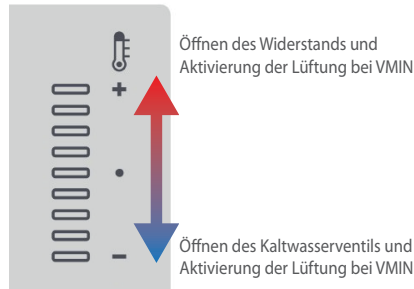 Öffnen des Widerstands und
Aktivierung der Lüftung bei VMIN
+
-
Öffnen des Kaltwasserventils und
Aktivierung der Lüftung bei VMIN